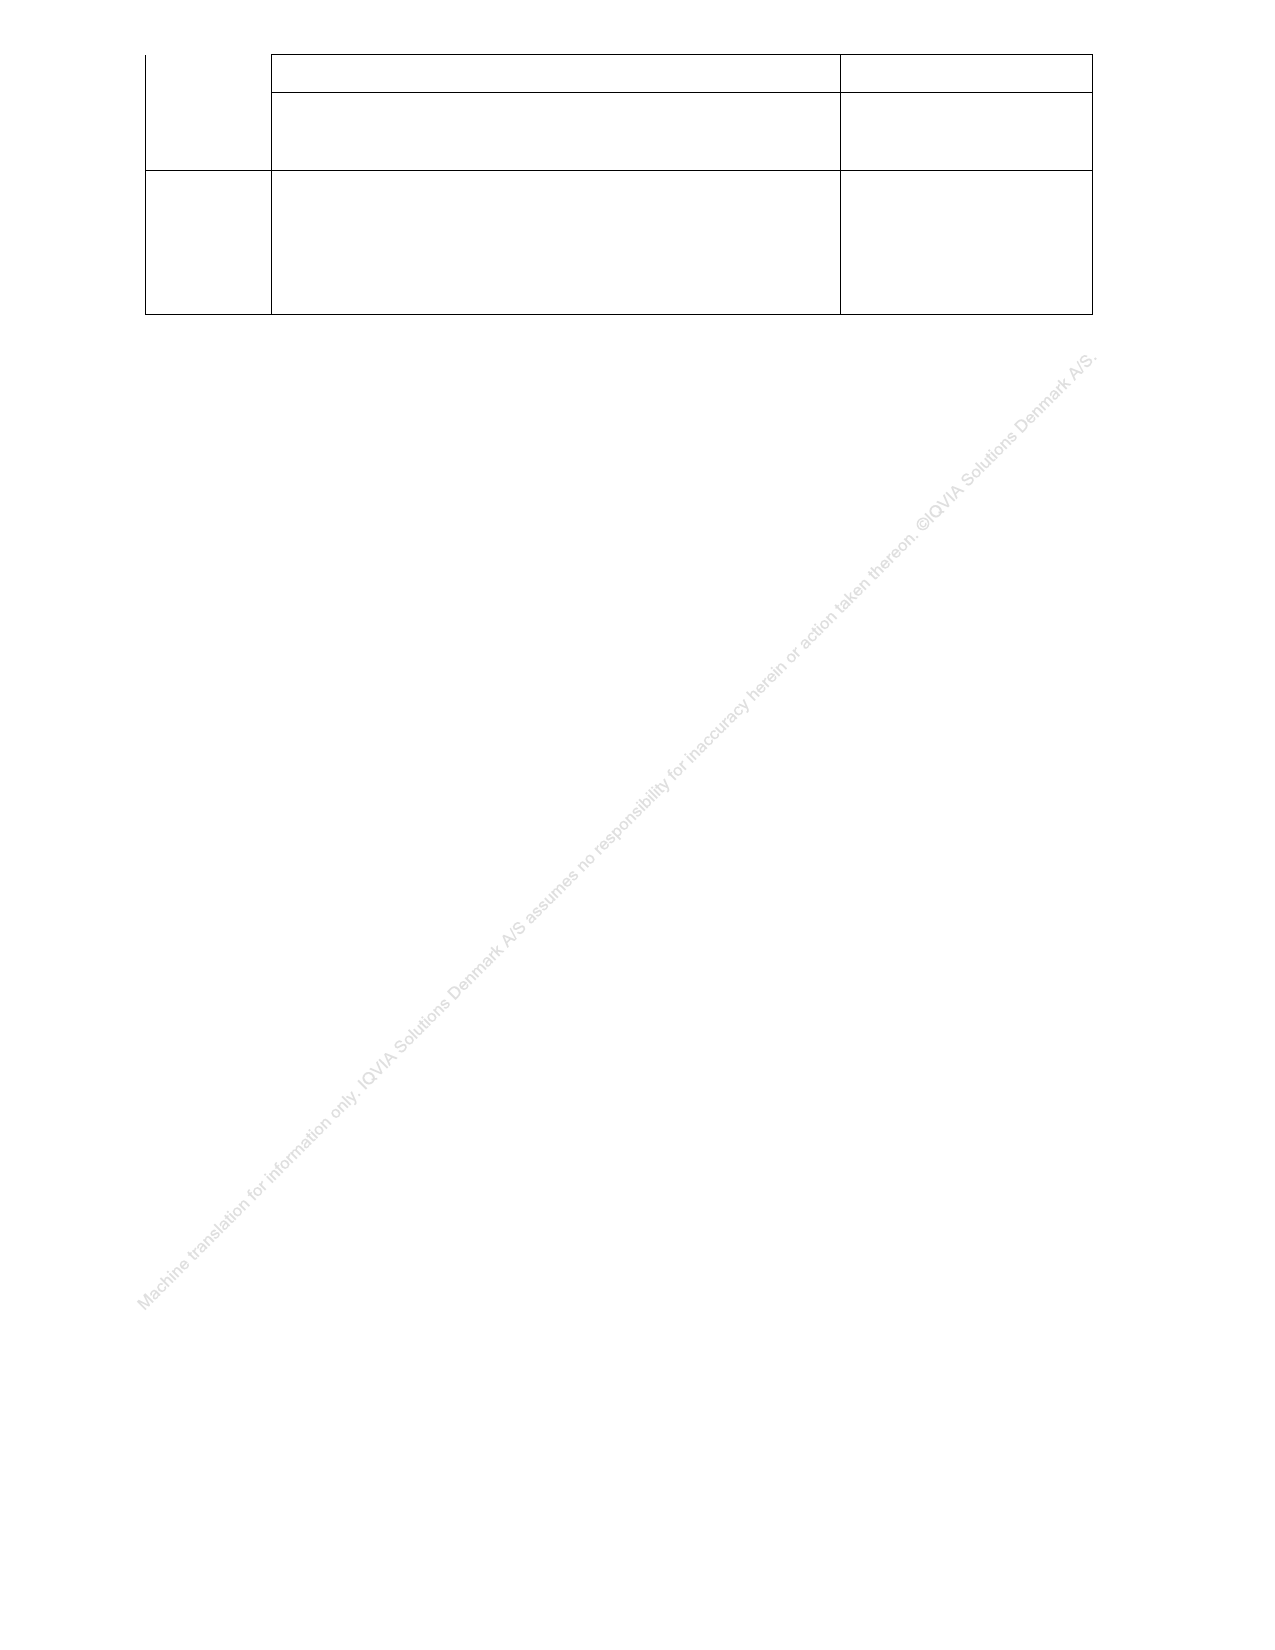 Machine translation for information only. IQVIA Solutions Denmark A/S assumes no responsibility for inaccuracy herein or action taken thereon. ©IQVIA Solutions Denmark A/S.